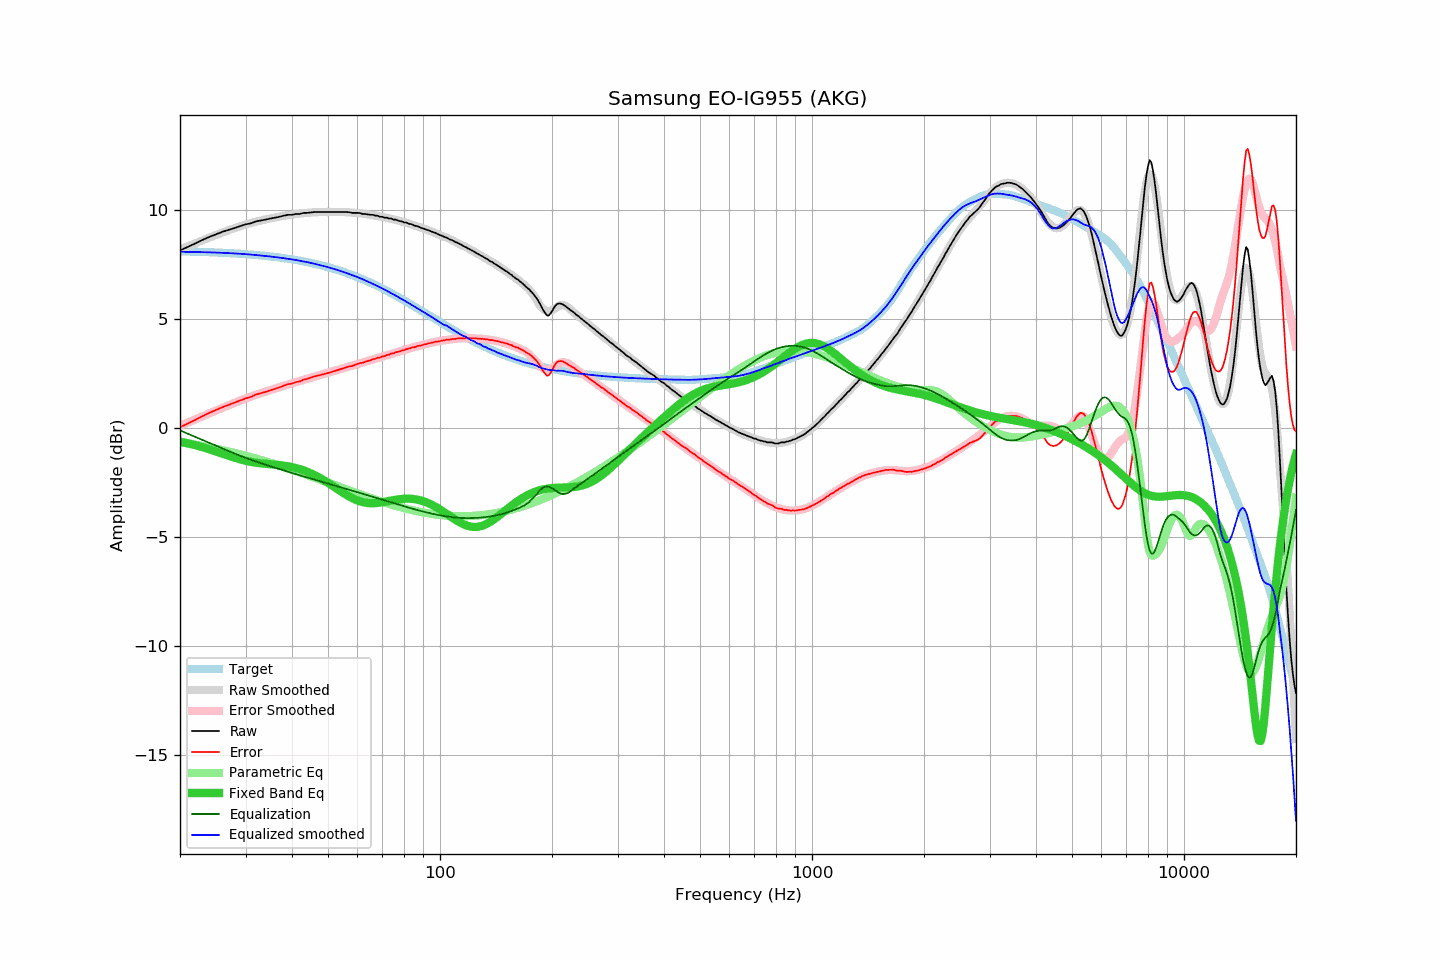 Samsung EO-IG955 (AKG)
Amplitude (dBr)
10
5
0
−5
−10
−15
Target
Raw Smoothed
Error Smoothed
Raw
Error
Parametric Eq
Fixed Band Eq
Equalization
Equalized smoothed
100
1000
10000
Frequency (Hz)